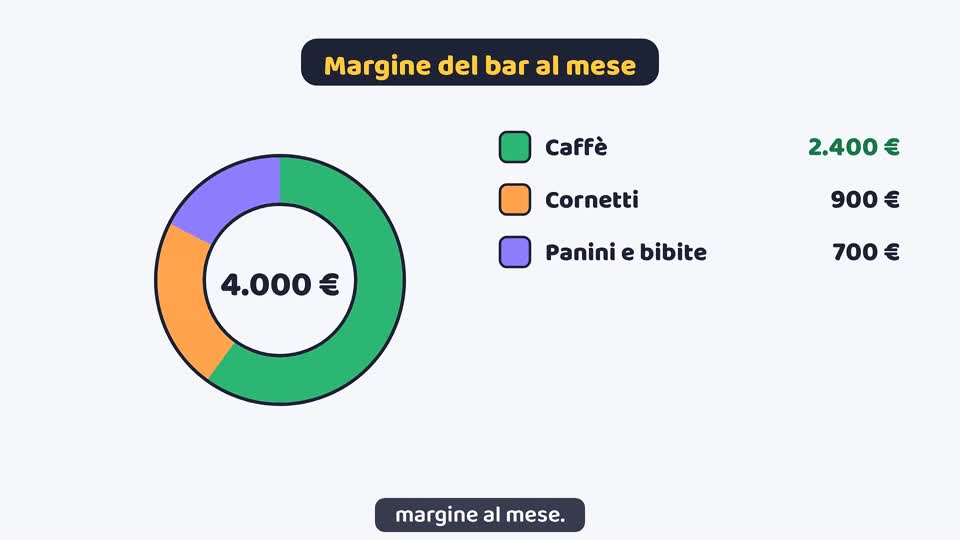 Margine del bar al mese
Caffè 2.400 €
Cornetti 900 €
Panini e bibite 700 €
4.000 €
margine al mese.